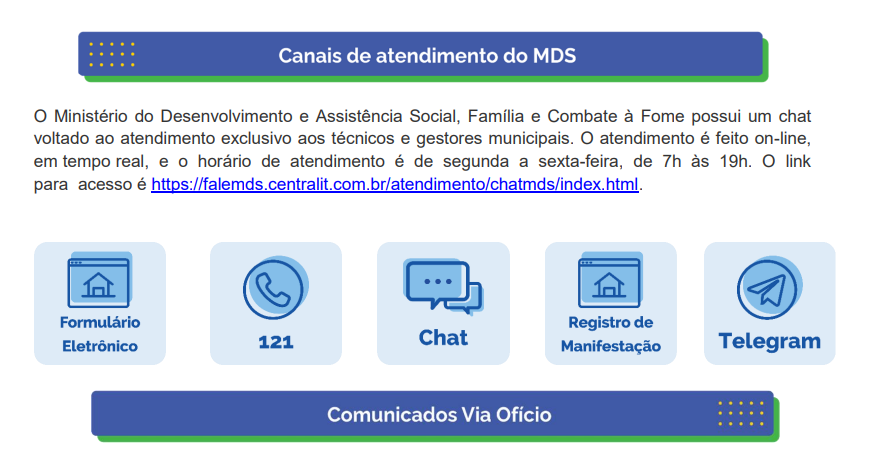 Canais de atendimento do MDS
O Ministério do Desenvolvimento e Assistência Social, Família e Combate à Fome possui um chat
voltado ao atendimento exclusivo aos técnicos e gestores municipais. O atendimento é feito on-line,
em tempo real, e o horário de atendimento é de segunda a sexta-feira, de 7h às 19h. O link
para acesso é https://falemds.centralit.com.br/atendimento/chatmds/index.html.
Formulário
Eletrônico
121
Chat
Registro de
Manifestação
Telegram
Comunicados Via Ofício